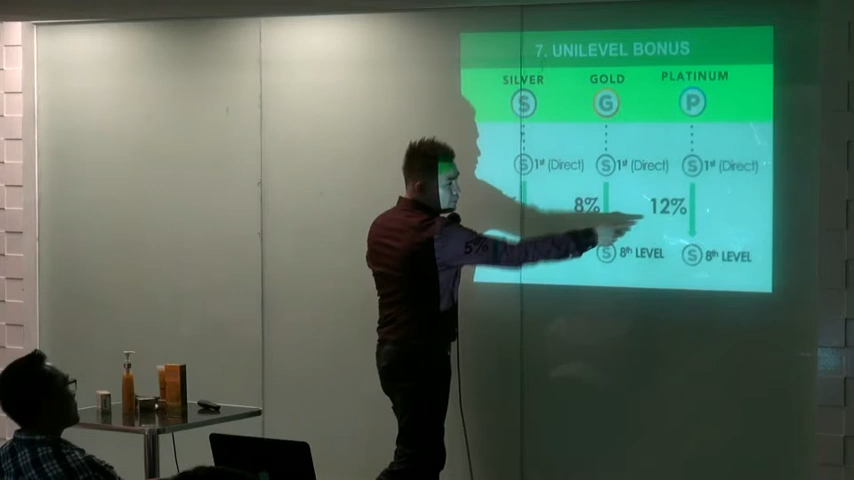 7. UNILEVEL BONUS
SILVER GOLD PLATINUM
S G P
S 1st (Direct) S 1st (Direct) S 1st (Direct)
5% 8% 12%
S 8th LEVEL S 8th LEVEL